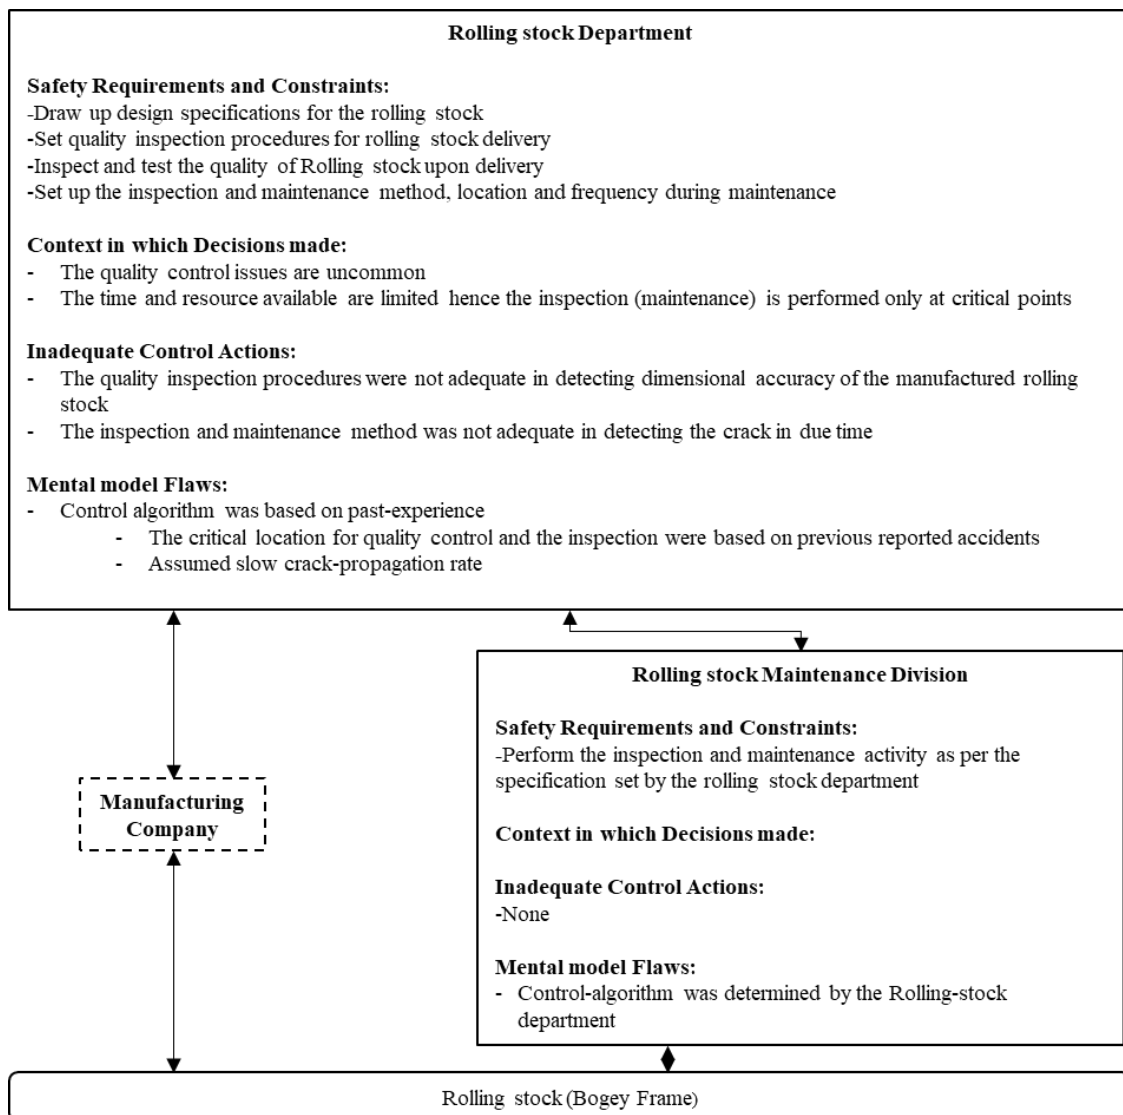 Rolling stock Department
Safety Requirements and Constraints:
-Draw up design specifications for the rolling stock
-Set quality inspection procedures for rolling stock delivery
-Inspect and test the quality of Rolling stock upon delivery
-Set up the inspection and maintenance method, location and frequency during maintenance
Context in which Decisions made:
- The quality control issues are uncommon
- The time and resource available are limited hence the inspection (maintenance) is performed only at critical points
Inadequate Control Actions:
- The quality inspection procedures were not adequate in detecting dimensional accuracy of the manufactured rolling
stock
- The inspection and maintenance method was not adequate in detecting the crack in due time
Mental model Flaws:
- Control algorithm was based on past-experience
- The critical location for quality control and the inspection were based on previous reported accidents
- Assumed slow crack-propagation rate
Manufacturing
Company
Rolling stock Maintenance Division
Safety Requirements and Constraints:
-Perform the inspection and maintenance activity as per the
specification set by the rolling stock department
Context in which Decisions made:
Inadequate Control Actions:
-None
Mental model Flaws:
- Control-algorithm was determined by the Rolling-stock
department
Rolling stock (Bogey Frame)